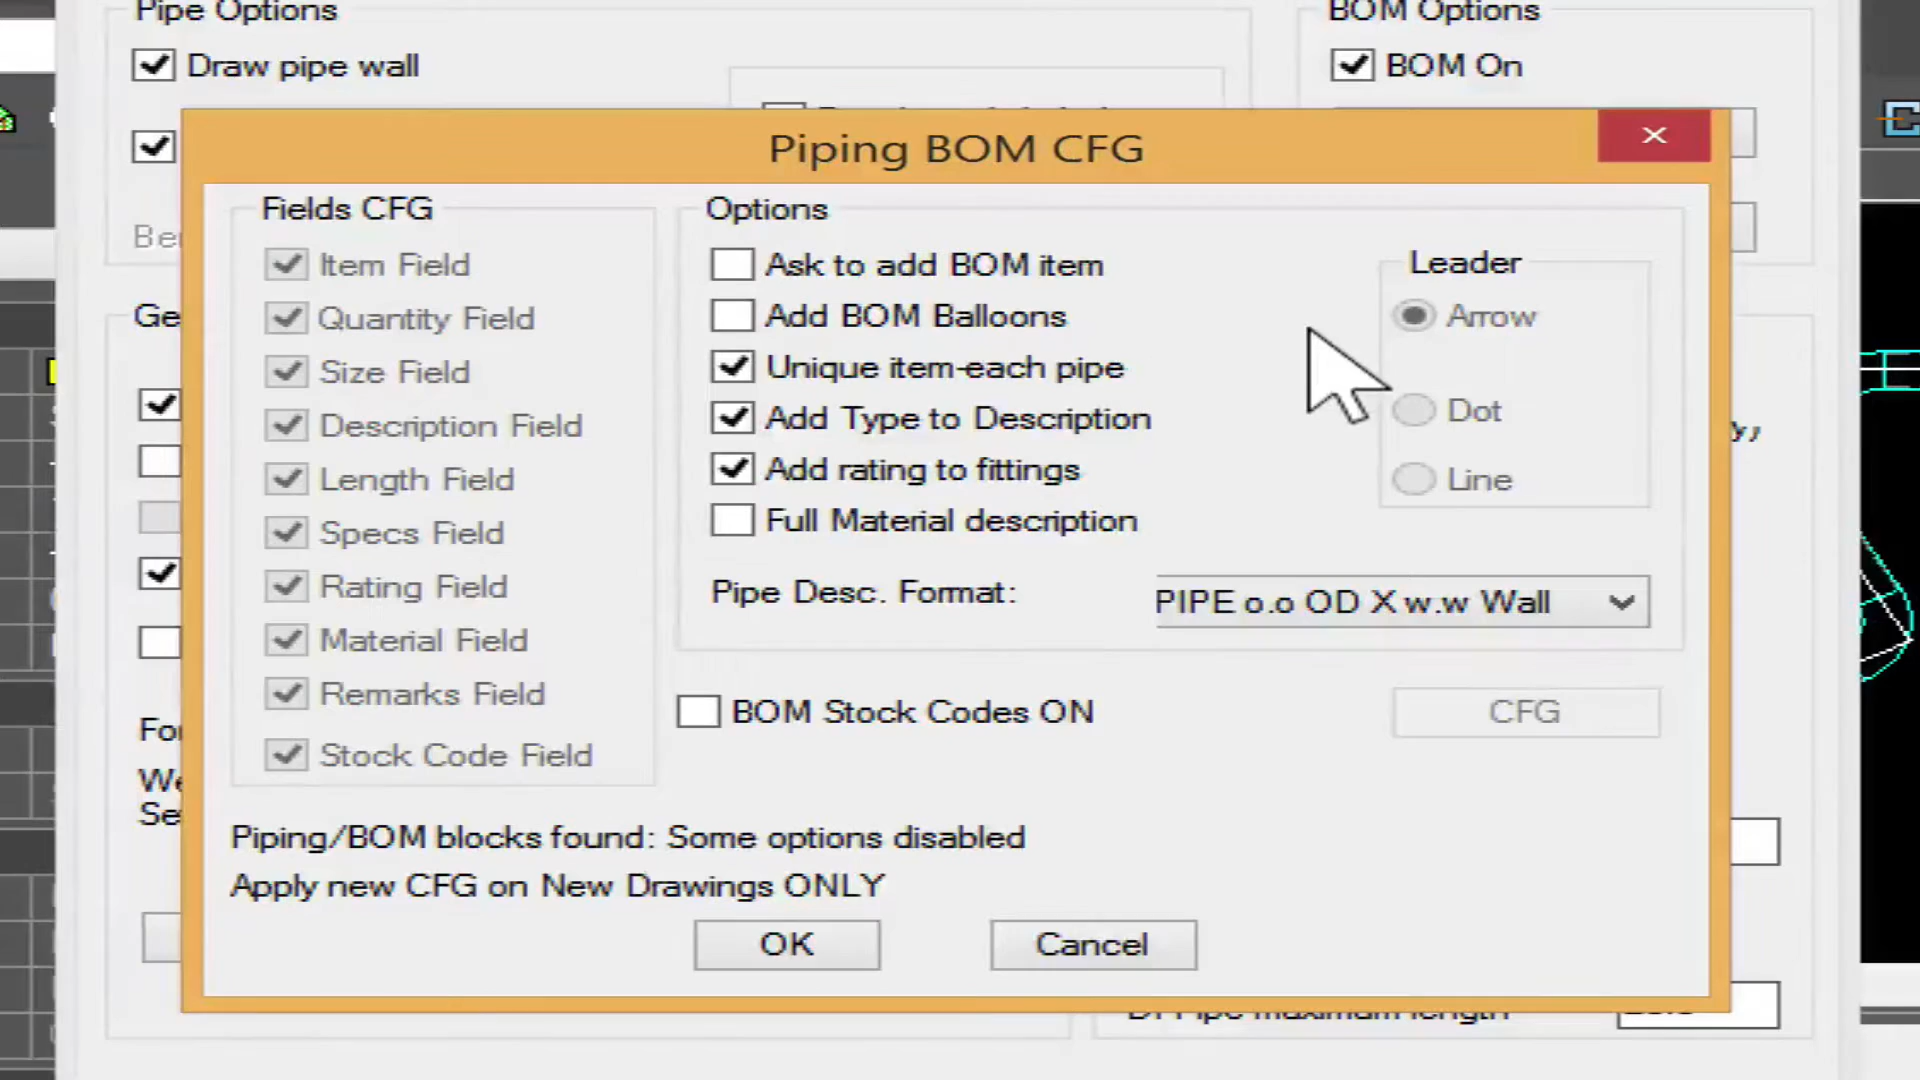 Pipe Options
BOM Options
Draw pipe wall
BOM On
Piping BOM CFG
Fields CFG
Item Field
Quantity Field
Size Field
Description Field
Length Field
Specs Field
Rating Field
Material Field
Remarks Field
Stock Code Field
Options
Ask to add BOM item
Add BOM Balloons
Unique item-each pipe
Add Type to Description
Add rating to fittings
Full Material description
Leader
Arrow
Dot
Line
Pipe Desc. Format:
PIPE o.o OD X w.w Wall
BOM Stock Codes ON
CFG
Piping/BOM blocks found: Some options disabled
Apply new CFG on New Drawings ONLY
OK
Cancel